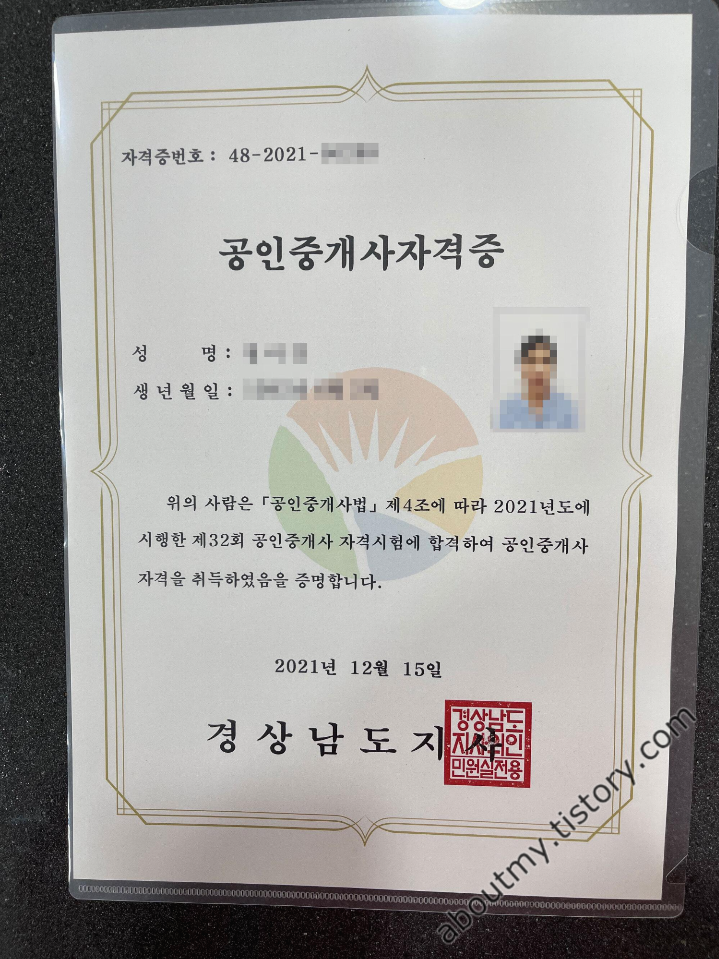 자격증번호 : 48-2021-
공인중개사자격증
성 명 :
생년월일 :
위의 사람은 「공인중개사법」 제4조에 따라 2021년도에
시행한 제32회 공인중개사 자격시험에 합격하여 공인중개사
자격을 취득하였음을 증명합니다.
2021년 12월 15일
경상남도지사
경상남도
지사직인
민원실전용
aboutmy.tistory.com